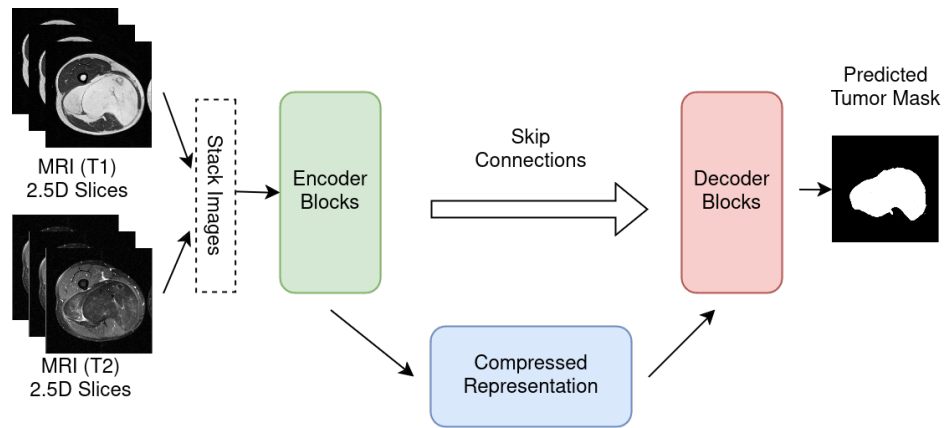 MRI (T1)
2.5D Slices
MRI (T2)
2.5D Slices
Stack Images
Encoder
Blocks
Skip
Connections
Compressed
Representation
Decoder
Blocks
Predicted
Tumor Mask